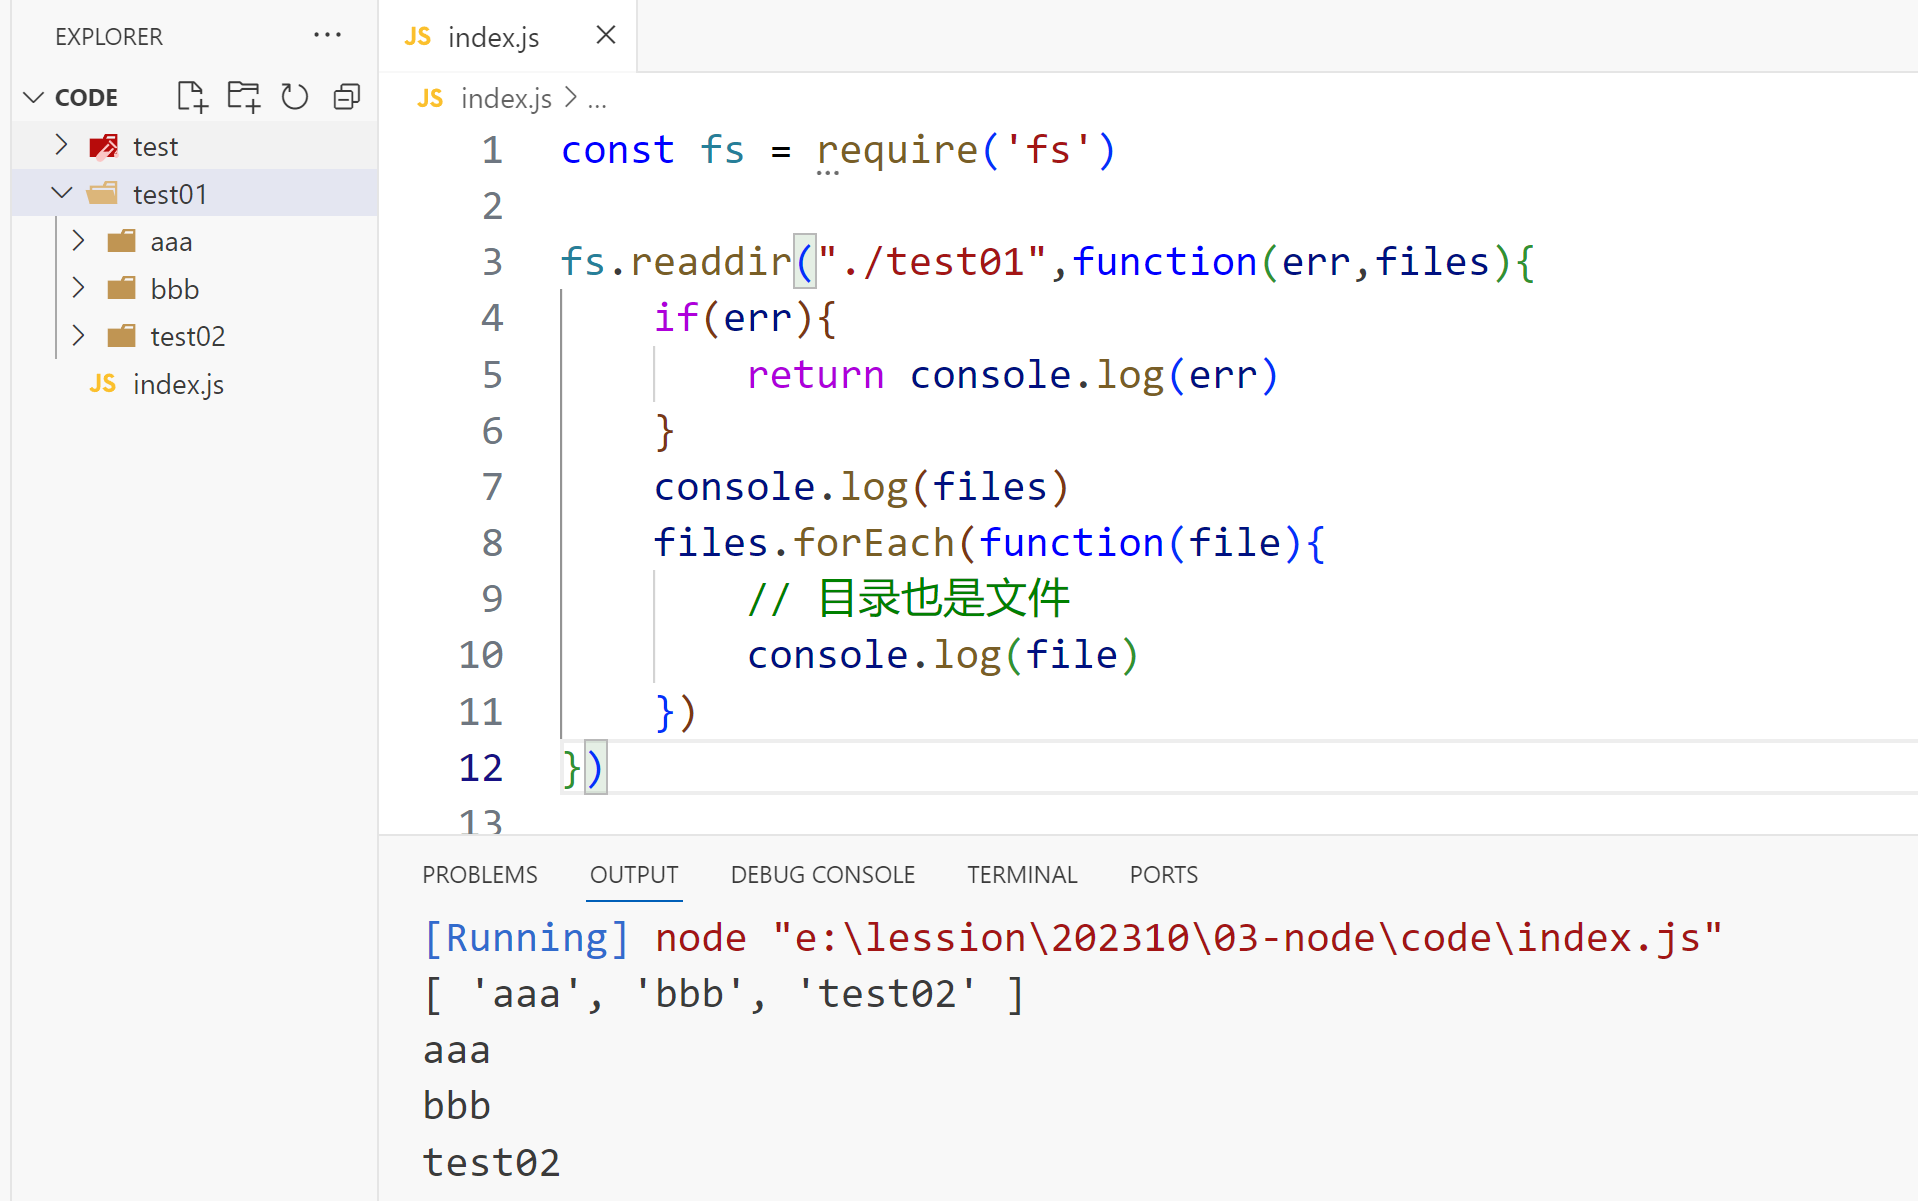 EXPLORER ...
CODE
test
test01
aaa
bbb
test02
JS index.js
JS index.js
JS index.js > ...
1 const fs = require('fs')
2
3 fs.readdir("./test01",function(err,files){
4     if(err){
5         return console.log(err)
6     }
7     console.log(files)
8     files.forEach(function(file){
9         // 目录也是文件
10         console.log(file)
11     })
12 })
13
PROBLEMS OUTPUT DEBUG CONSOLE TERMINAL PORTS
[Running] node "e:\lession\202310\03-node\code\index.js"
[ 'aaa', 'bbb', 'test02' ]
aaa
bbb
test02